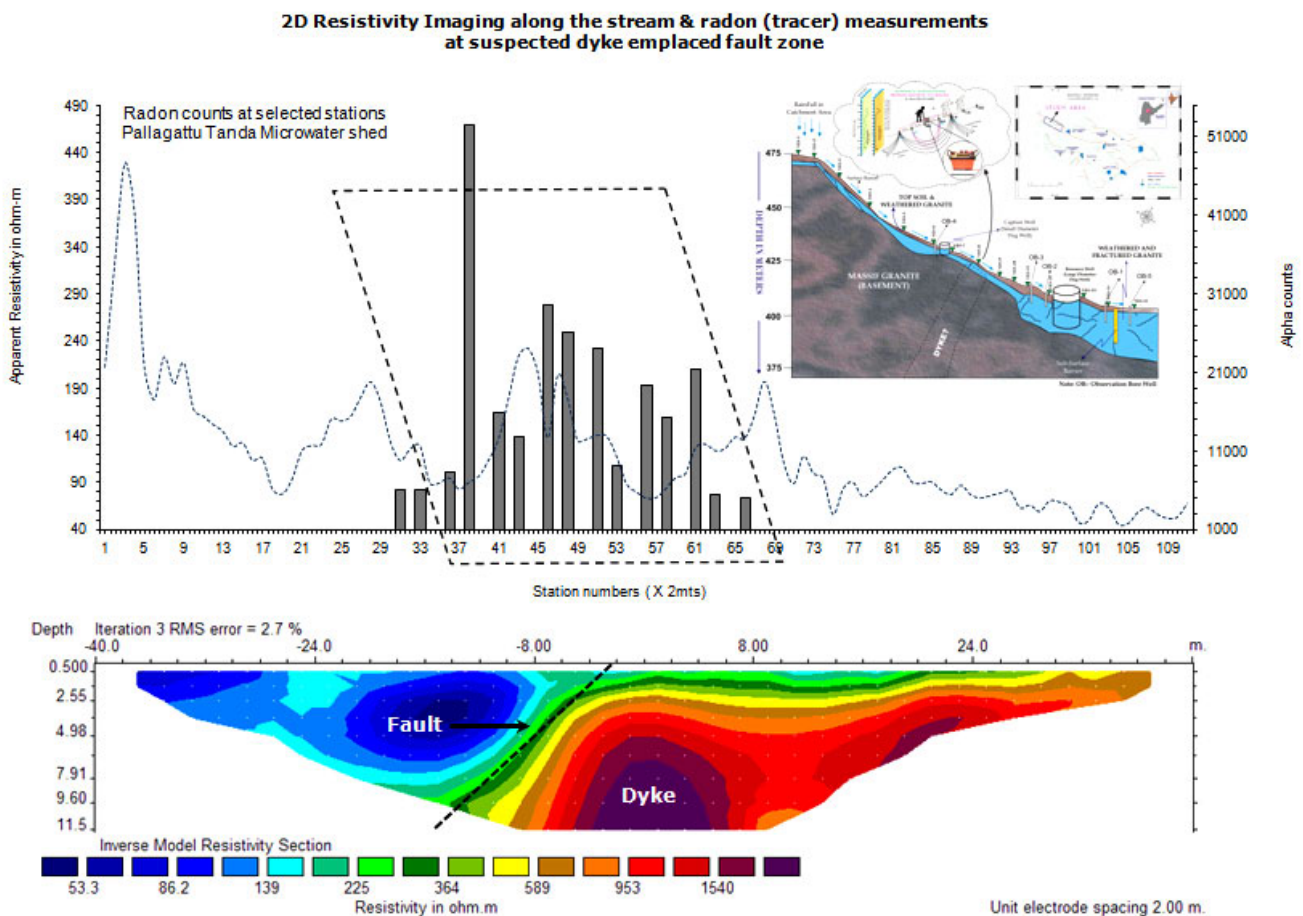 2D Resistivity Imaging along the stream & radon (tracer) measurements
at suspected dyke emplaced fault zone
Radon counts at selected stations
Pallagattu Tanda Microwater shed
Apparent Resistivity in ohm-m
490
440
390
340
290
240
190
140
90
40
Alpha counts
51000
41000
31000
21000
11000
1000
1 5 9 13 17 21 25 29 33 37 41 45 49 53 57 61 65 69 73 77 81 85 89 93 97 101 105 109
Station numbers ( X 2mts)
Rainfall in
Catchment Area
475
450
425
400
375
DEPTH IN METERS
TOP SOIL &
WEATHERED GRANITE
OB-6
WEATHERED AND
FRACTURED GRANITE
OB-3
OB-2
OB-1
OB-5
MASSIF GRANITE
(BASEMENT)
DYKE?
Note: OB:- Observation Bore Well
Depth Iteration 3 RMS error = 2.7 %
-40.0 -24.0 -8.00 8.00 24.0 m.
0.500
2.55
4.98
7.91
9.60
11.5
Fault
Dyke
Inverse Model Resistivity Section
53.3 86.2 139 225 364 589 953 1540
Resistivity in ohm.m
Unit electrode spacing 2.00 m.